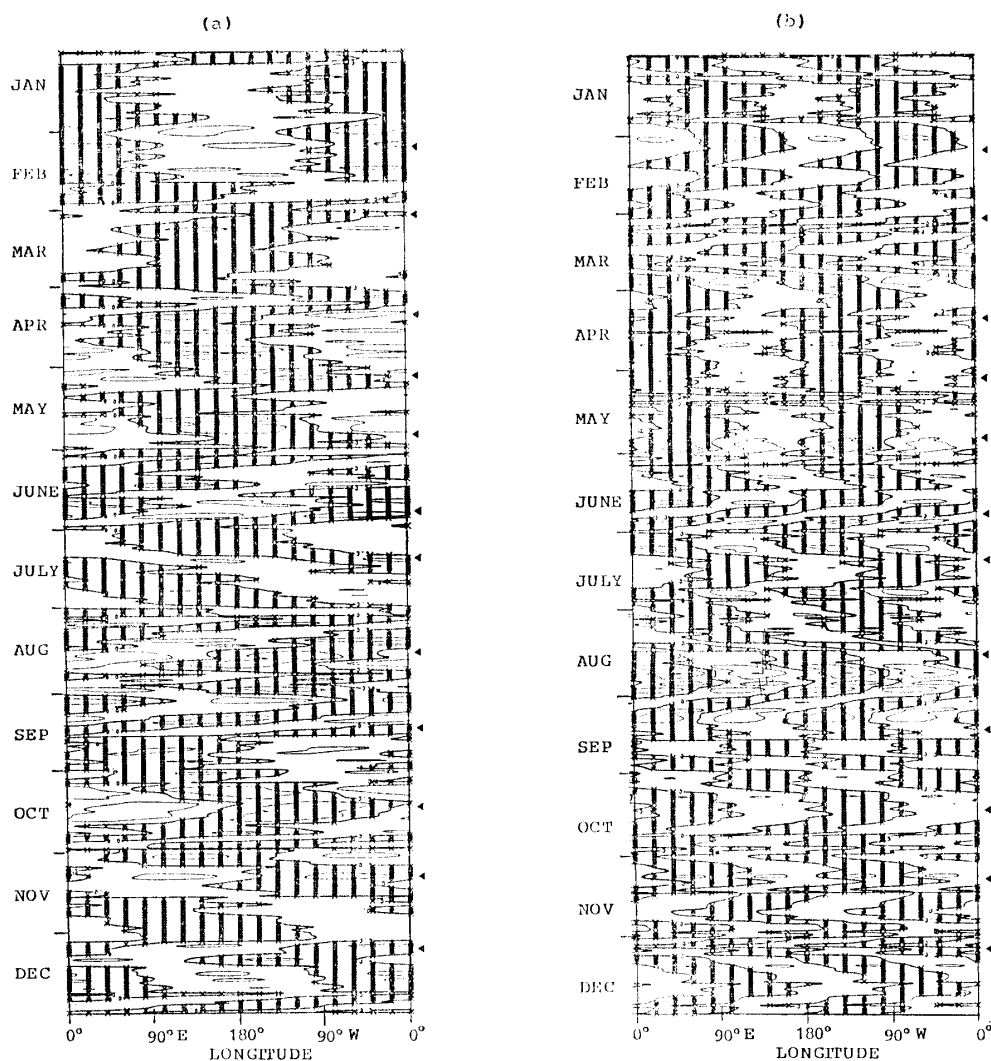 (a)
JAN
FEB
MAR
APR
MAY
JUNE
JULY
AUG
SEP
OCT
NOV
DEC
0° 90°E 180° 90°W 0°
LONGITUDE
(b)
JAN
FEB
MAR
APR
MAY
JUNE
JULY
AUG
SEP
OCT
NOV
DEC
0° 90°E 180° 90°W 0°
LONGITUDE